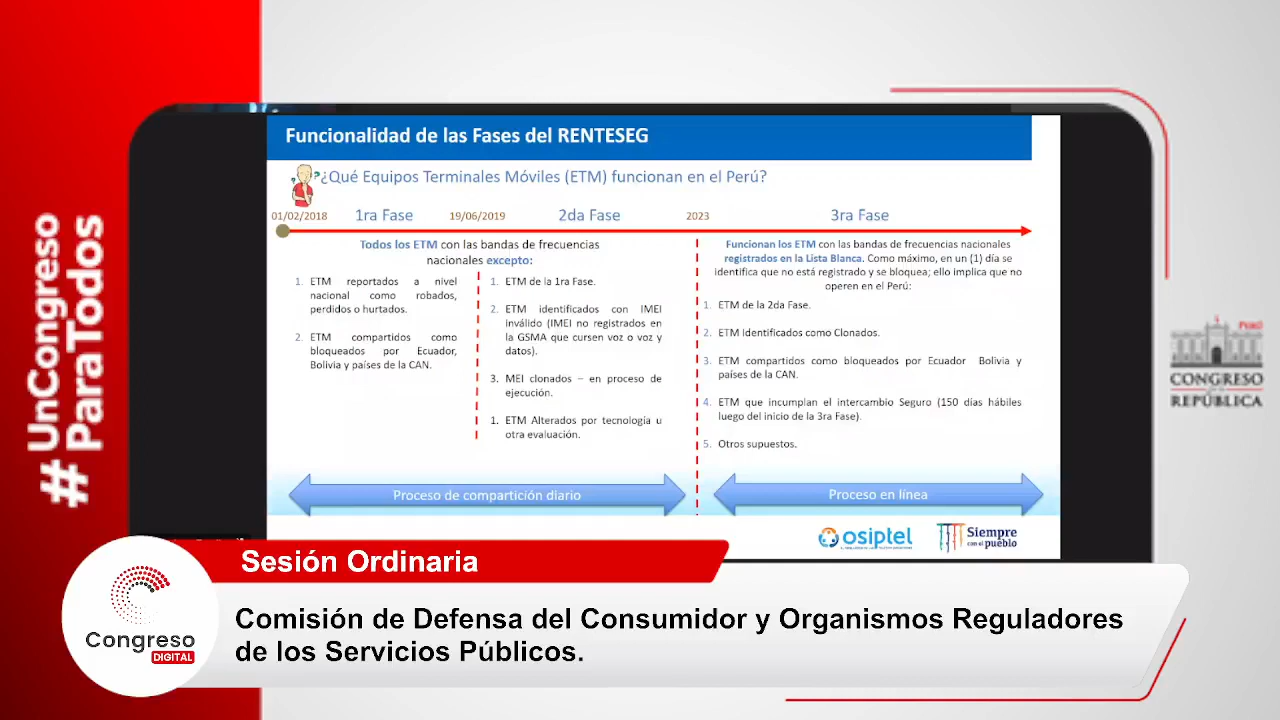 #UnCongreso
ParaTodos
Funcionalidad de las Fases del RENTESEG
¿Qué Equipos Terminales Móviles (ETM) funcionan en el Perú?
01/02/2018 1ra Fase 19/06/2019 2da Fase 2023 3ra Fase
Todos los ETM con las bandas de frecuencias
nacionales excepto:
1. ETM reportados a nivel
nacional como robados,
perdidos o hurtados.
2. ETM compartidos como
bloqueados por Ecuador,
Bolivia y países de la CAN.
1. ETM de la 1ra Fase.
2. ETM identificados con IMEI
inválido (IMEI no registrados en
la GSMA que cursen voz o voz y
datos).
3. MEI clonados – en proceso de
ejecución.
1. ETM Alterados por tecnología u
otra evaluación.
Funcionan los ETM con las bandas de frecuencias nacionales
registrados en la Lista Blanca. Como máximo, en un (1) día se
identifica que no está registrado y se bloquea; ello implica que no
operen en el Perú:
1. ETM de la 2da Fase.
2. ETM Identificados como Clonados.
3. ETM compartidos como bloqueados por Ecuador Bolivia y
países de la CAN.
4. ETM que incumplan el intercambio Seguro (150 días hábiles
luego del inicio de la 3ra Fase).
5. Otros supuestos.
Proceso de compartición diario
Proceso en línea
osiptel
Siempre
con el pueblo
Perú
CONGRESO
REPÚBLICA
Congreso
DIGITAL
Sesión Ordinaria
Comisión de Defensa del Consumidor y Organismos Reguladores
de los Servicios Públicos.